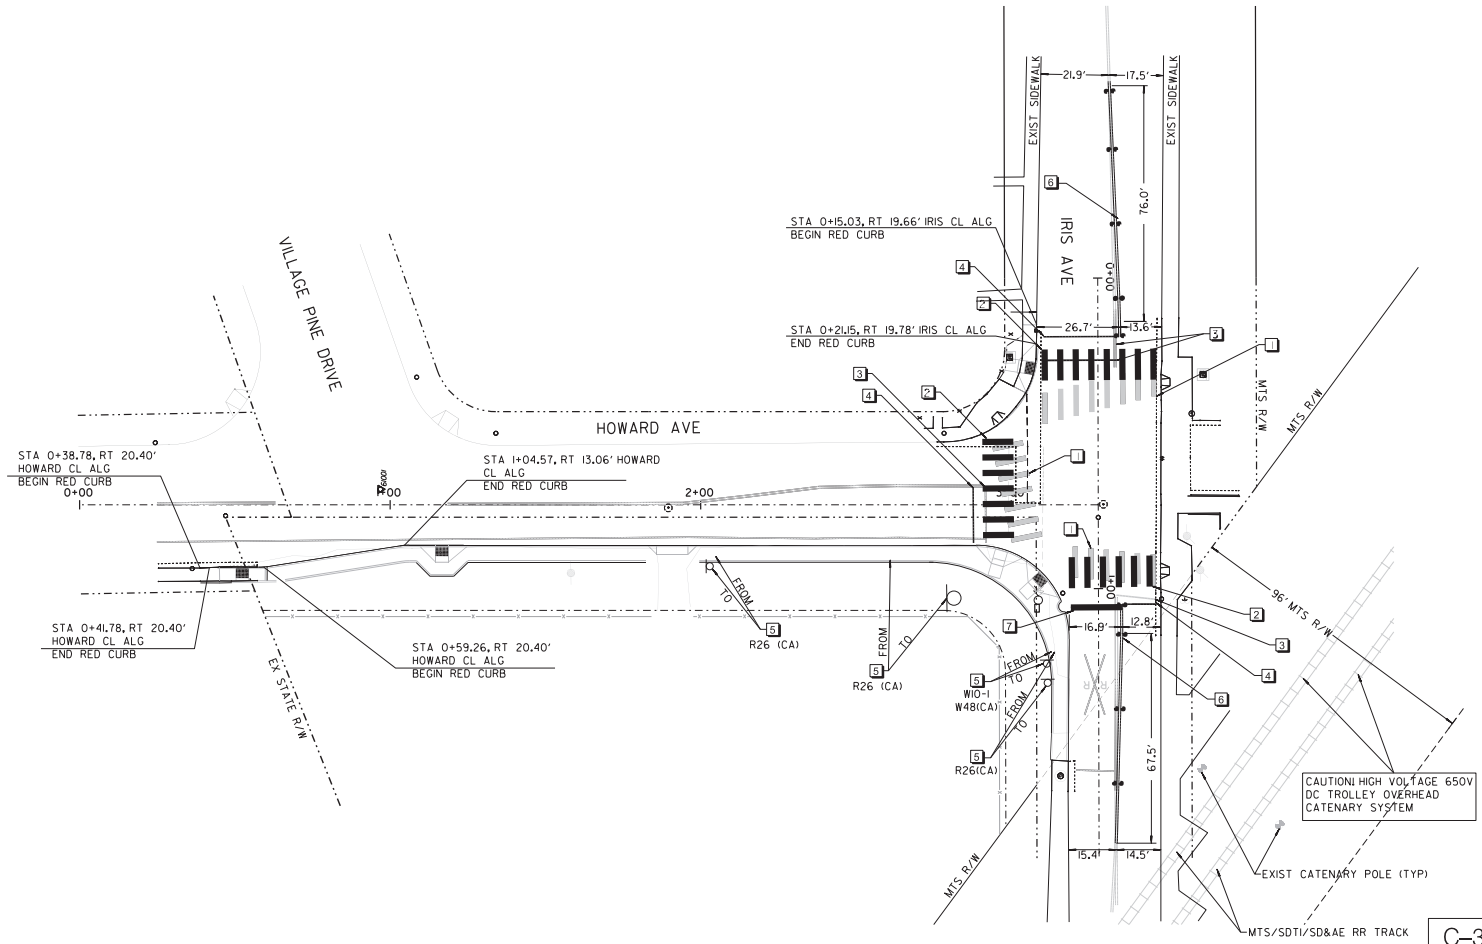 21.9'
17.5'
EXIST SIDEWALK
EXIST SIDEWALK
76.0'
6
IRIS AVE
0+00
STA 0+15.03, RT 19.66' IRIS CL ALG
BEGIN RED CURB
4
2
26.7'
13.6'
STA 0+21.15, RT 19.78' IRIS CL ALG
END RED CURB
3
1
VILLAGE PINE DRIVE
3
4
2
MTS R/W
MTS R/W
HOWARD AVE
STA 0+38.78, RT 20.40'
HOWARD CL ALG
BEGIN RED CURB
STA 1+04.57, RT 13.06' HOWARD
CL ALG
END RED CURB
1
0+00
2+00
1
1+00
96' MTS R/W
FROM
TO
5
R26 (CA)
FROM
TO
5
R26 (CA)
7
16.9'
12.8'
2
3
4
6
STA 0+41.78, RT 20.40'
HOWARD CL ALG
END RED CURB
STA 0+59.26, RT 20.40'
HOWARD CL ALG
BEGIN RED CURB
EX STATE R/W
FROM
TO
5
W10-1
W48(CA)
FROM
TO
5
R26(CA)
67.5'
CAUTION! HIGH VOLTAGE 650V
DC TROLLEY OVERHEAD
CATENARY SYSTEM
15.4'
14.5'
MTS R/W
EXIST CATENARY POLE (TYP)
MTS/SDTI/SD&AE RR TRACK
C-3